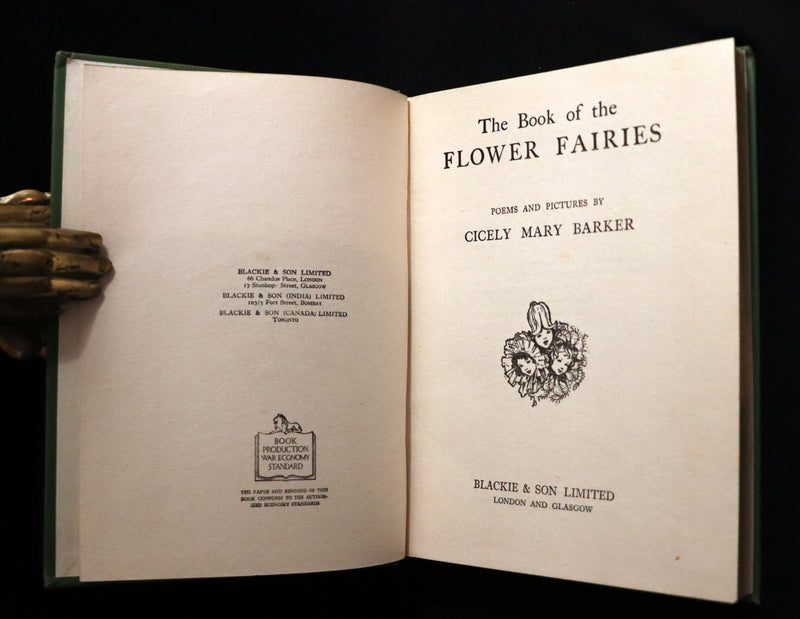 BLACKIE & SON LIMITED
66 Chandos Place, LONDON
17 Stanhope Street, GLASGOW
BLACKIE & SON (INDIA) LIMITED
103/5 Fort Street, BOMBAY
BLACKIE & SON (CANADA) LIMITED
TORONTO
BOOK
PRODUCTION
WAR ECONOMY
STANDARD
THE PAPER AND BINDING OF THIS
BOOK CONFORM TO THE AUTHOR-
IZED ECONOMY STANDARDS
The Book of the
FLOWER FAIRIES
POEMS AND PICTURES BY
CICELY MARY BARKER
BLACKIE & SON LIMITED
LONDON AND GLASGOW